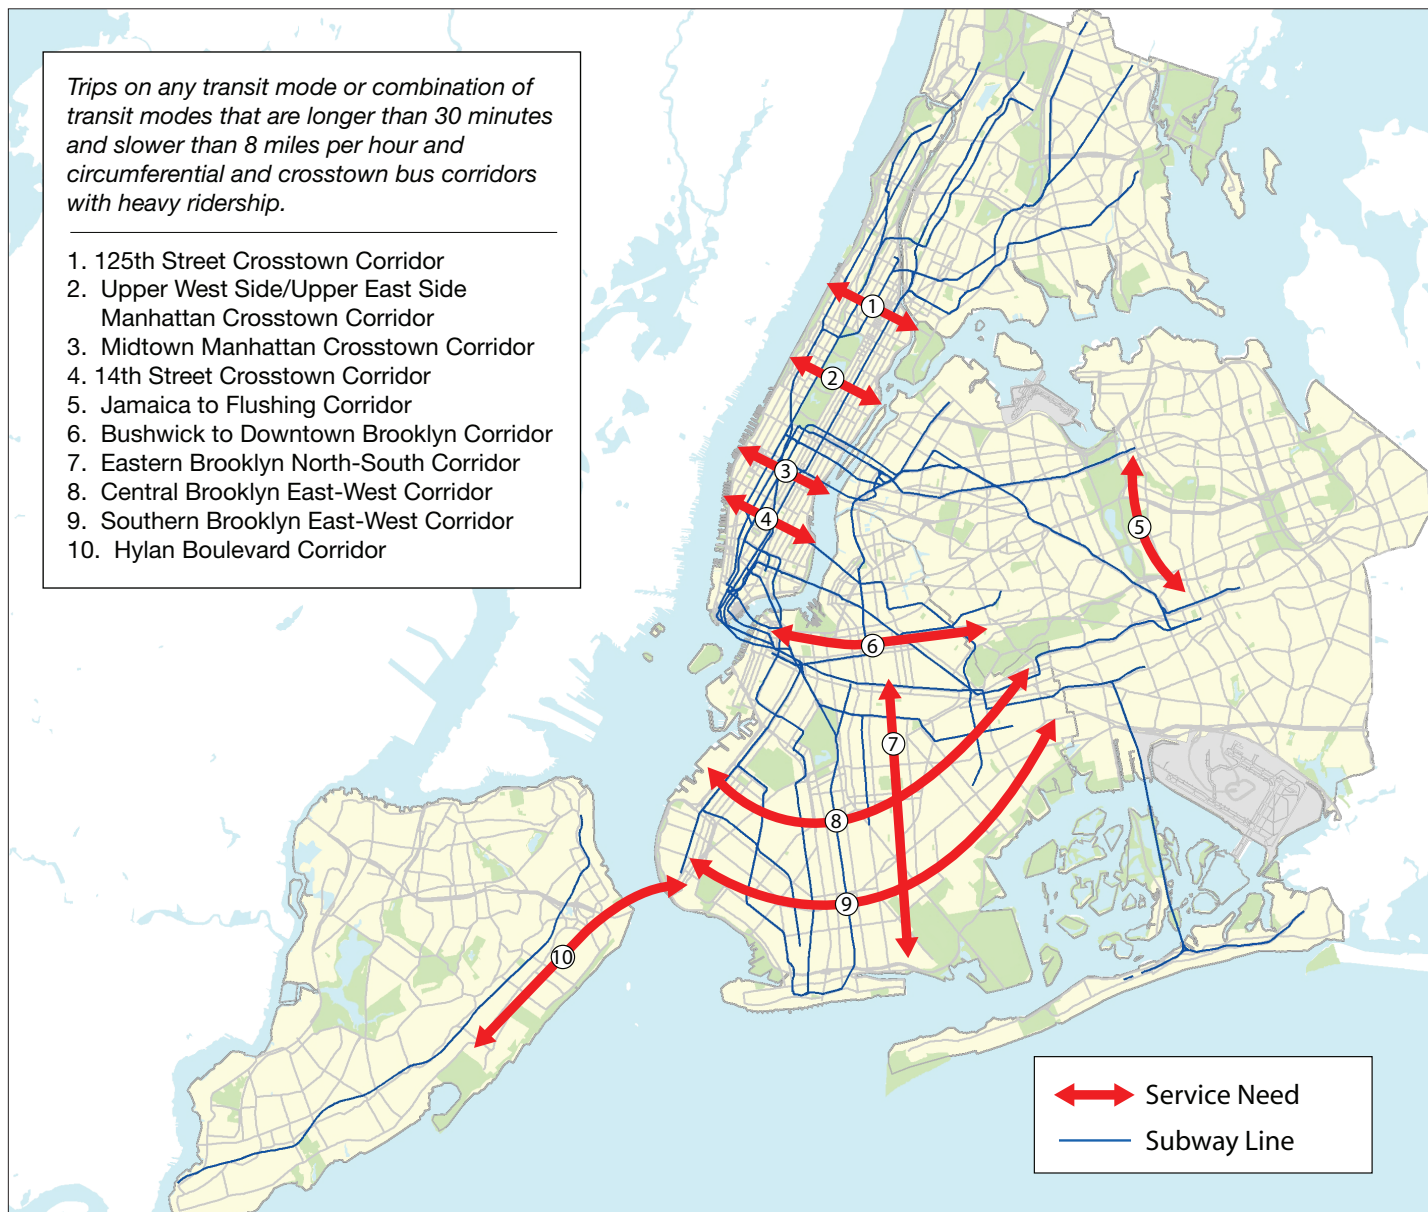 Trips on any transit mode or combination of
transit modes that are longer than 30 minutes
and slower than 8 miles per hour and
circumferential and crosstown bus corridors
with heavy ridership.
1. 125th Street Crosstown Corridor
2. Upper West Side/Upper East Side
Manhattan Crosstown Corridor
3. Midtown Manhattan Crosstown Corridor
4. 14th Street Crosstown Corridor
5. Jamaica to Flushing Corridor
6. Bushwick to Downtown Brooklyn Corridor
7. Eastern Brooklyn North-South Corridor
8. Central Brooklyn East-West Corridor
9. Southern Brooklyn East-West Corridor
10. Hylan Boulevard Corridor
1
2
3
4
5
6
7
8
9
10
Service Need
Subway Line